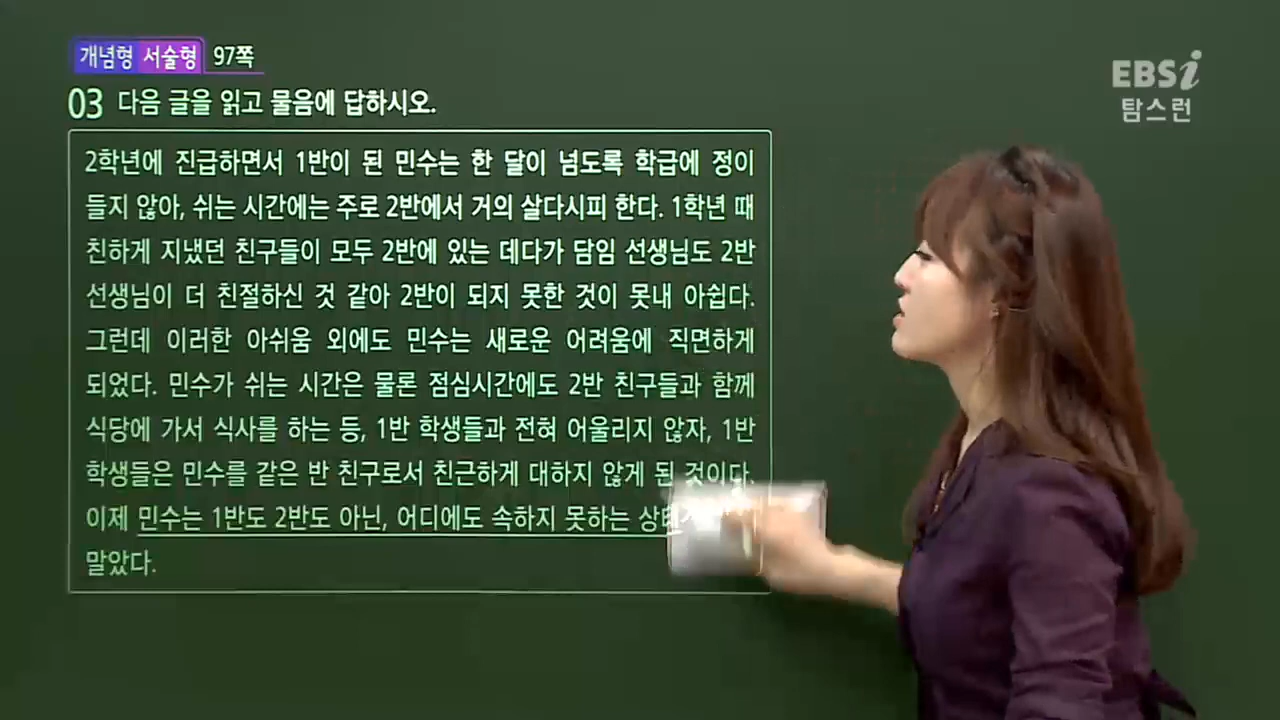 개념형 서술형 97쪽
EBSi
탐스런
03 다음 글을 읽고 물음에 답하시오.
2학년에 진급하면서 1반이 된 민수는 한 달이 넘도록 학급에 정이
들지 않아, 쉬는 시간에는 주로 2반에서 거의 살다시피 한다. 1학년 때
친하게 지냈던 친구들이 모두 2반에 있는 데다가 담임 선생님도 2반
선생님이 더 친절하신 것 같아 2반이 되지 못한 것이 못내 아쉽다.
그런데 이러한 아쉬움 외에도 민수는 새로운 어려움에 직면하게
되었다. 민수가 쉬는 시간은 물론 점심시간에도 2반 친구들과 함께
식당에 가서 식사를 하는 등, 1반 학생들과 전혀 어울리지 않자, 1반
학생들은 민수를 같은 반 친구로서 친근하게 대하지 않게 된 것이다.
이제 민수는 1반도 2반도 아닌, 어디에도 속하지 못하는
말았다.